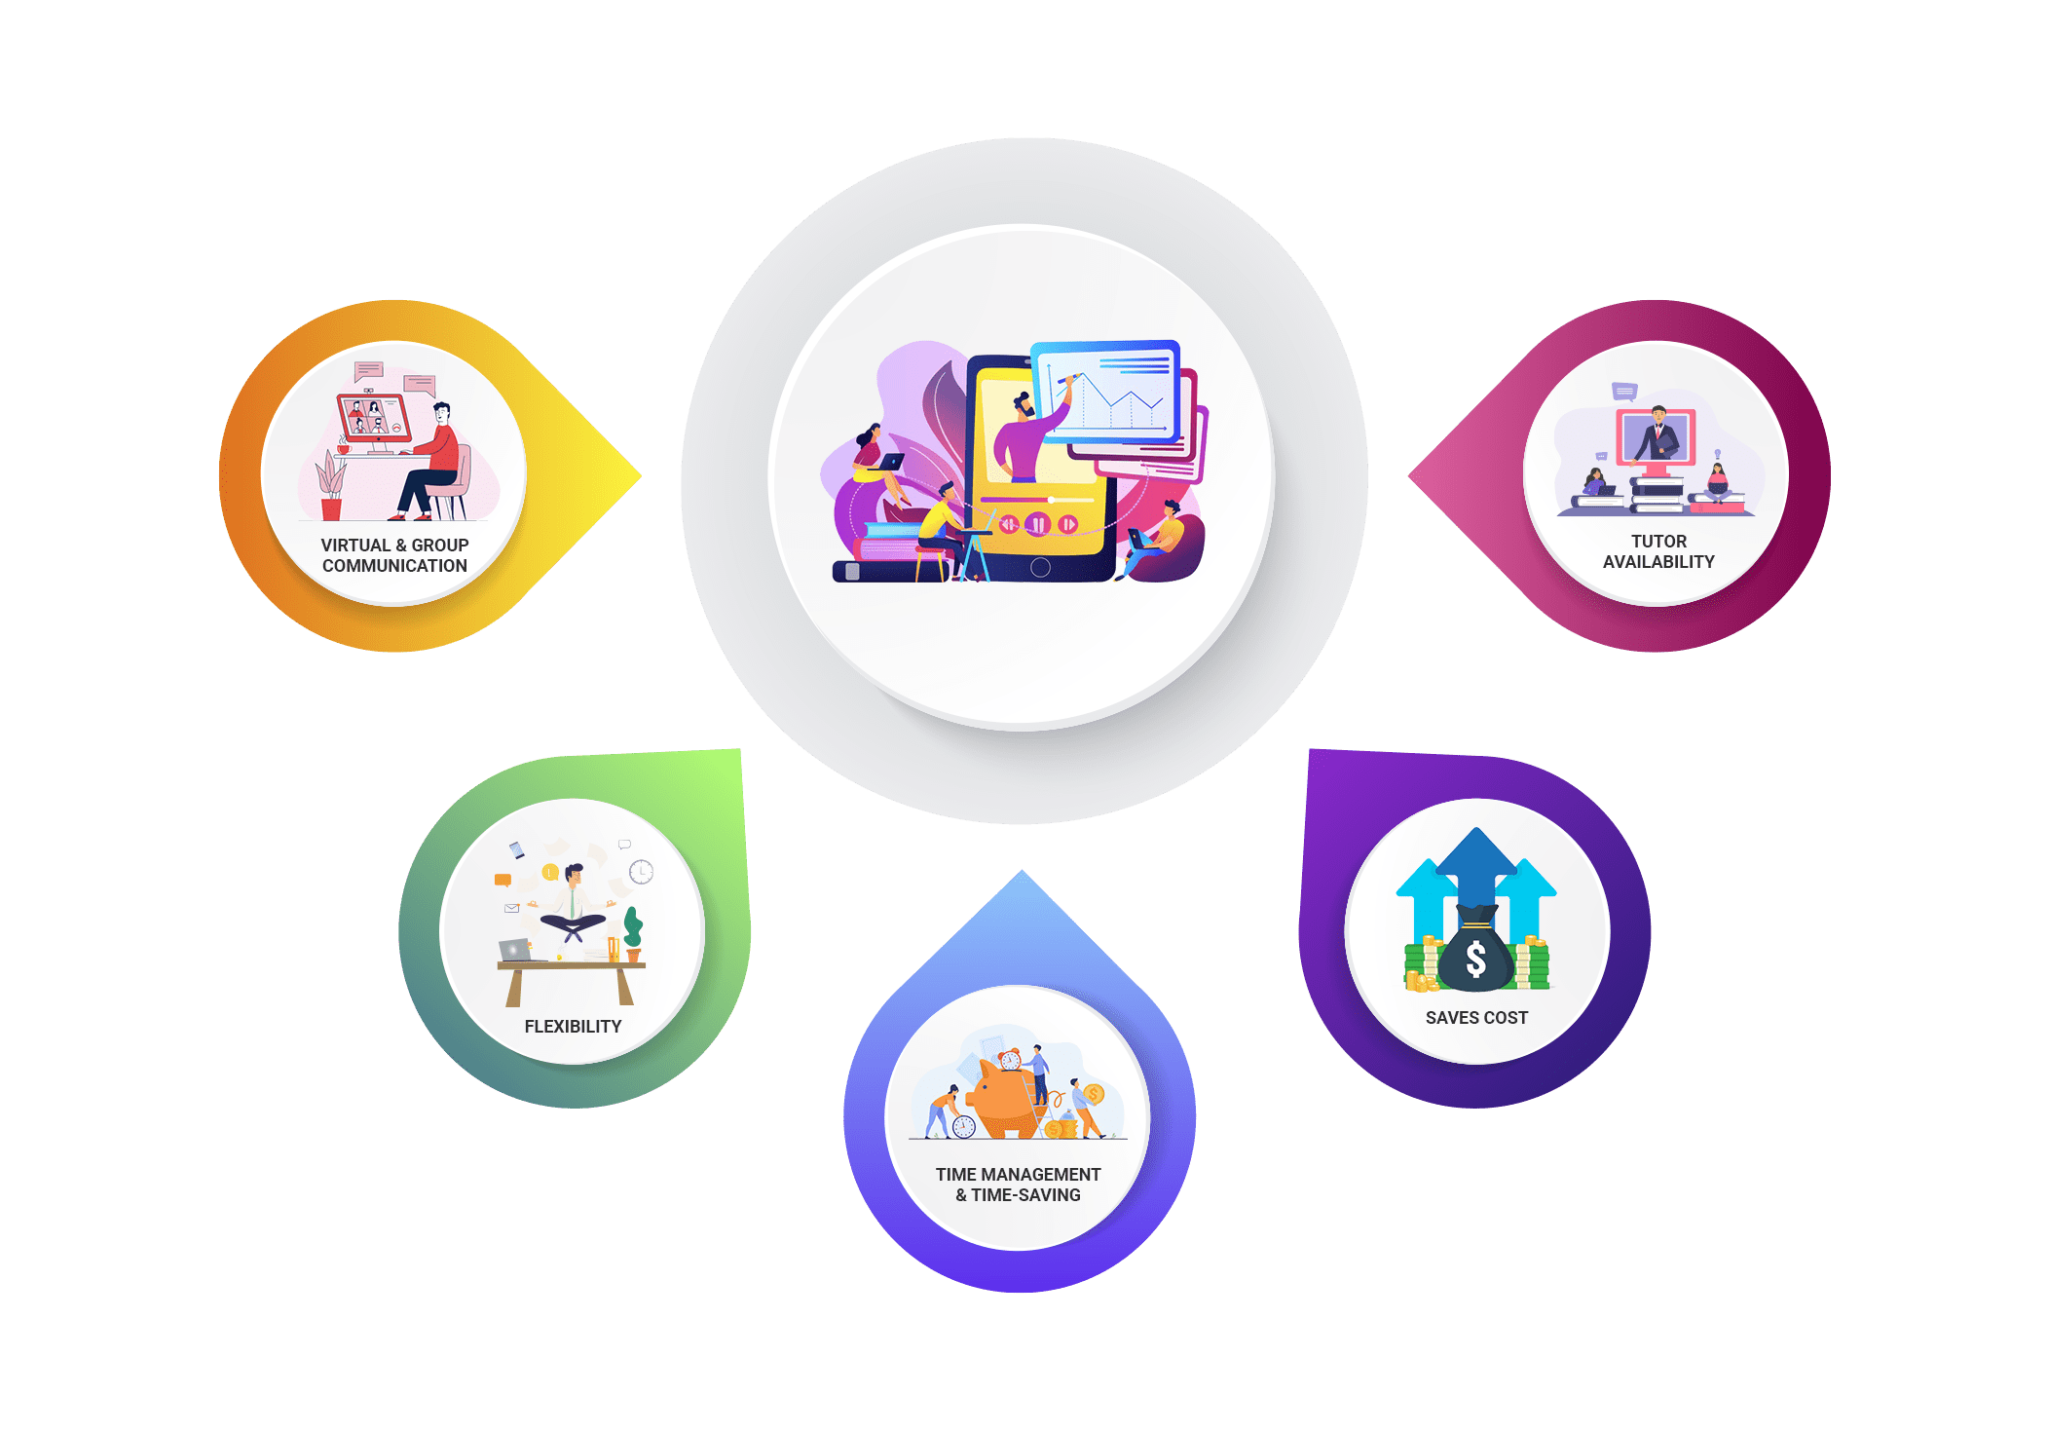 VIRTUAL & GROUP
COMMUNICATION
TUTOR
AVAILABILITY
FLEXIBILITY
$
SAVES COST
$
$
TIME MANAGEMENT
& TIME-SAVING